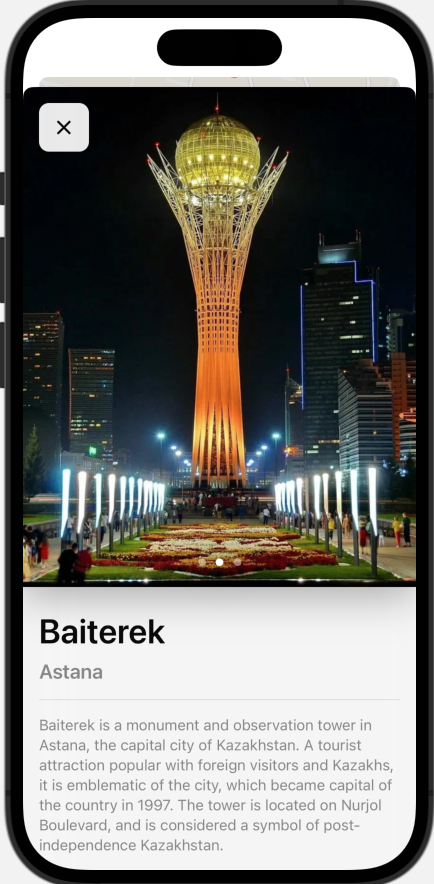 Baiterek
Astana
Baiterek is a monument and observation tower in
Astana, the capital city of Kazakhstan. A tourist
attraction popular with foreign visitors and Kazakhs,
it is emblematic of the city, which became capital of
the country in 1997. The tower is located on Nurjol
Boulevard, and is considered a symbol of post-
independence Kazakhstan.